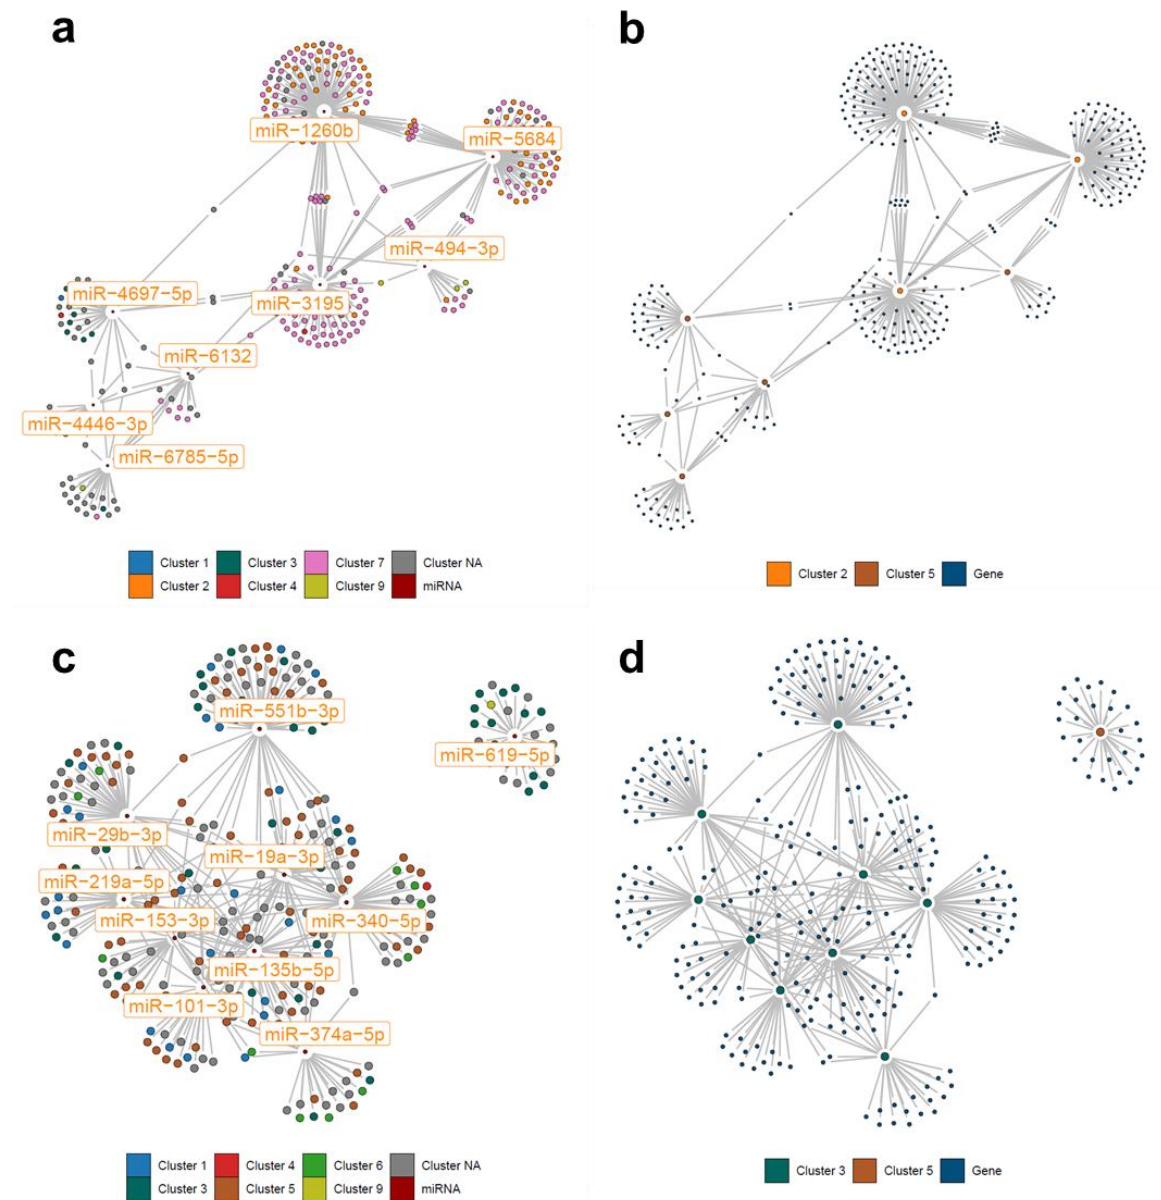 a
b
miR−1260b
miR−5684
miR−494−3p
miR−4697−5p
miR−3195
miR−6132
miR−4446−3p
miR−6785−5p
Cluster 1 Cluster 3 Cluster 7 Cluster NA
Cluster 2 Cluster 4 Cluster 9 miRNA
Cluster 2 Cluster 5 Gene
c
d
miR−551b−3p
miR−619−5p
miR−29b−3p
miR−19a−3p
miR−219a−5p
miR−153−3p
miR−340−5p
miR−135b−5p
miR−101−3p
miR−374a−5p
Cluster 1 Cluster 4 Cluster 6 Cluster NA
Cluster 3 Cluster 5 Cluster 9 miRNA
Cluster 3 Cluster 5 Gene